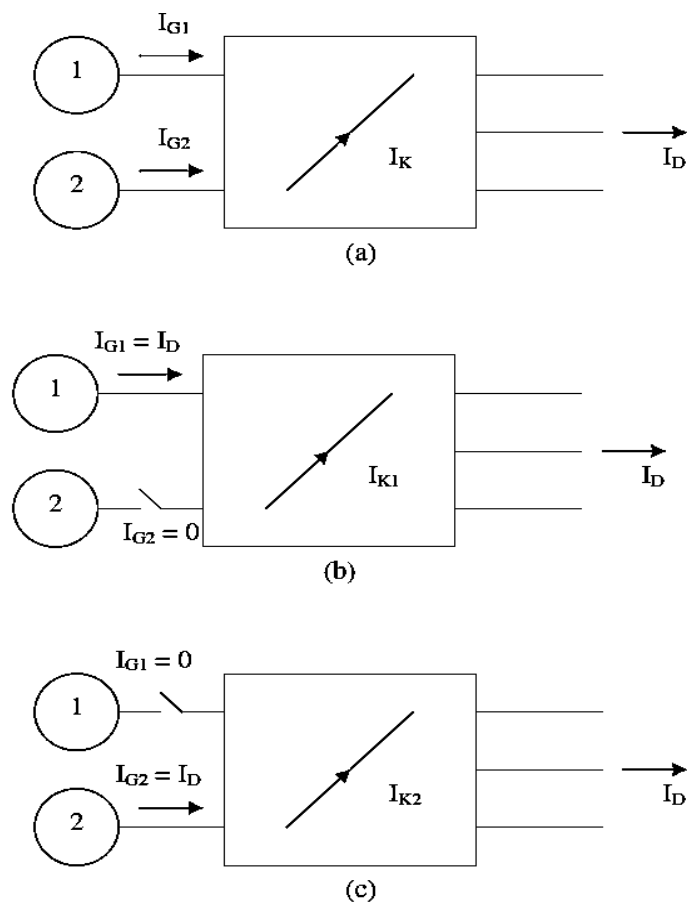 I_G1
1
I_G2
2
I_K
I_D
(a)
I_G1 = I_D
1
I_K1
2
I_G2 = 0
I_D
(b)
I_G1 = 0
1
I_G2 = I_D
2
I_K2
I_D
(c)